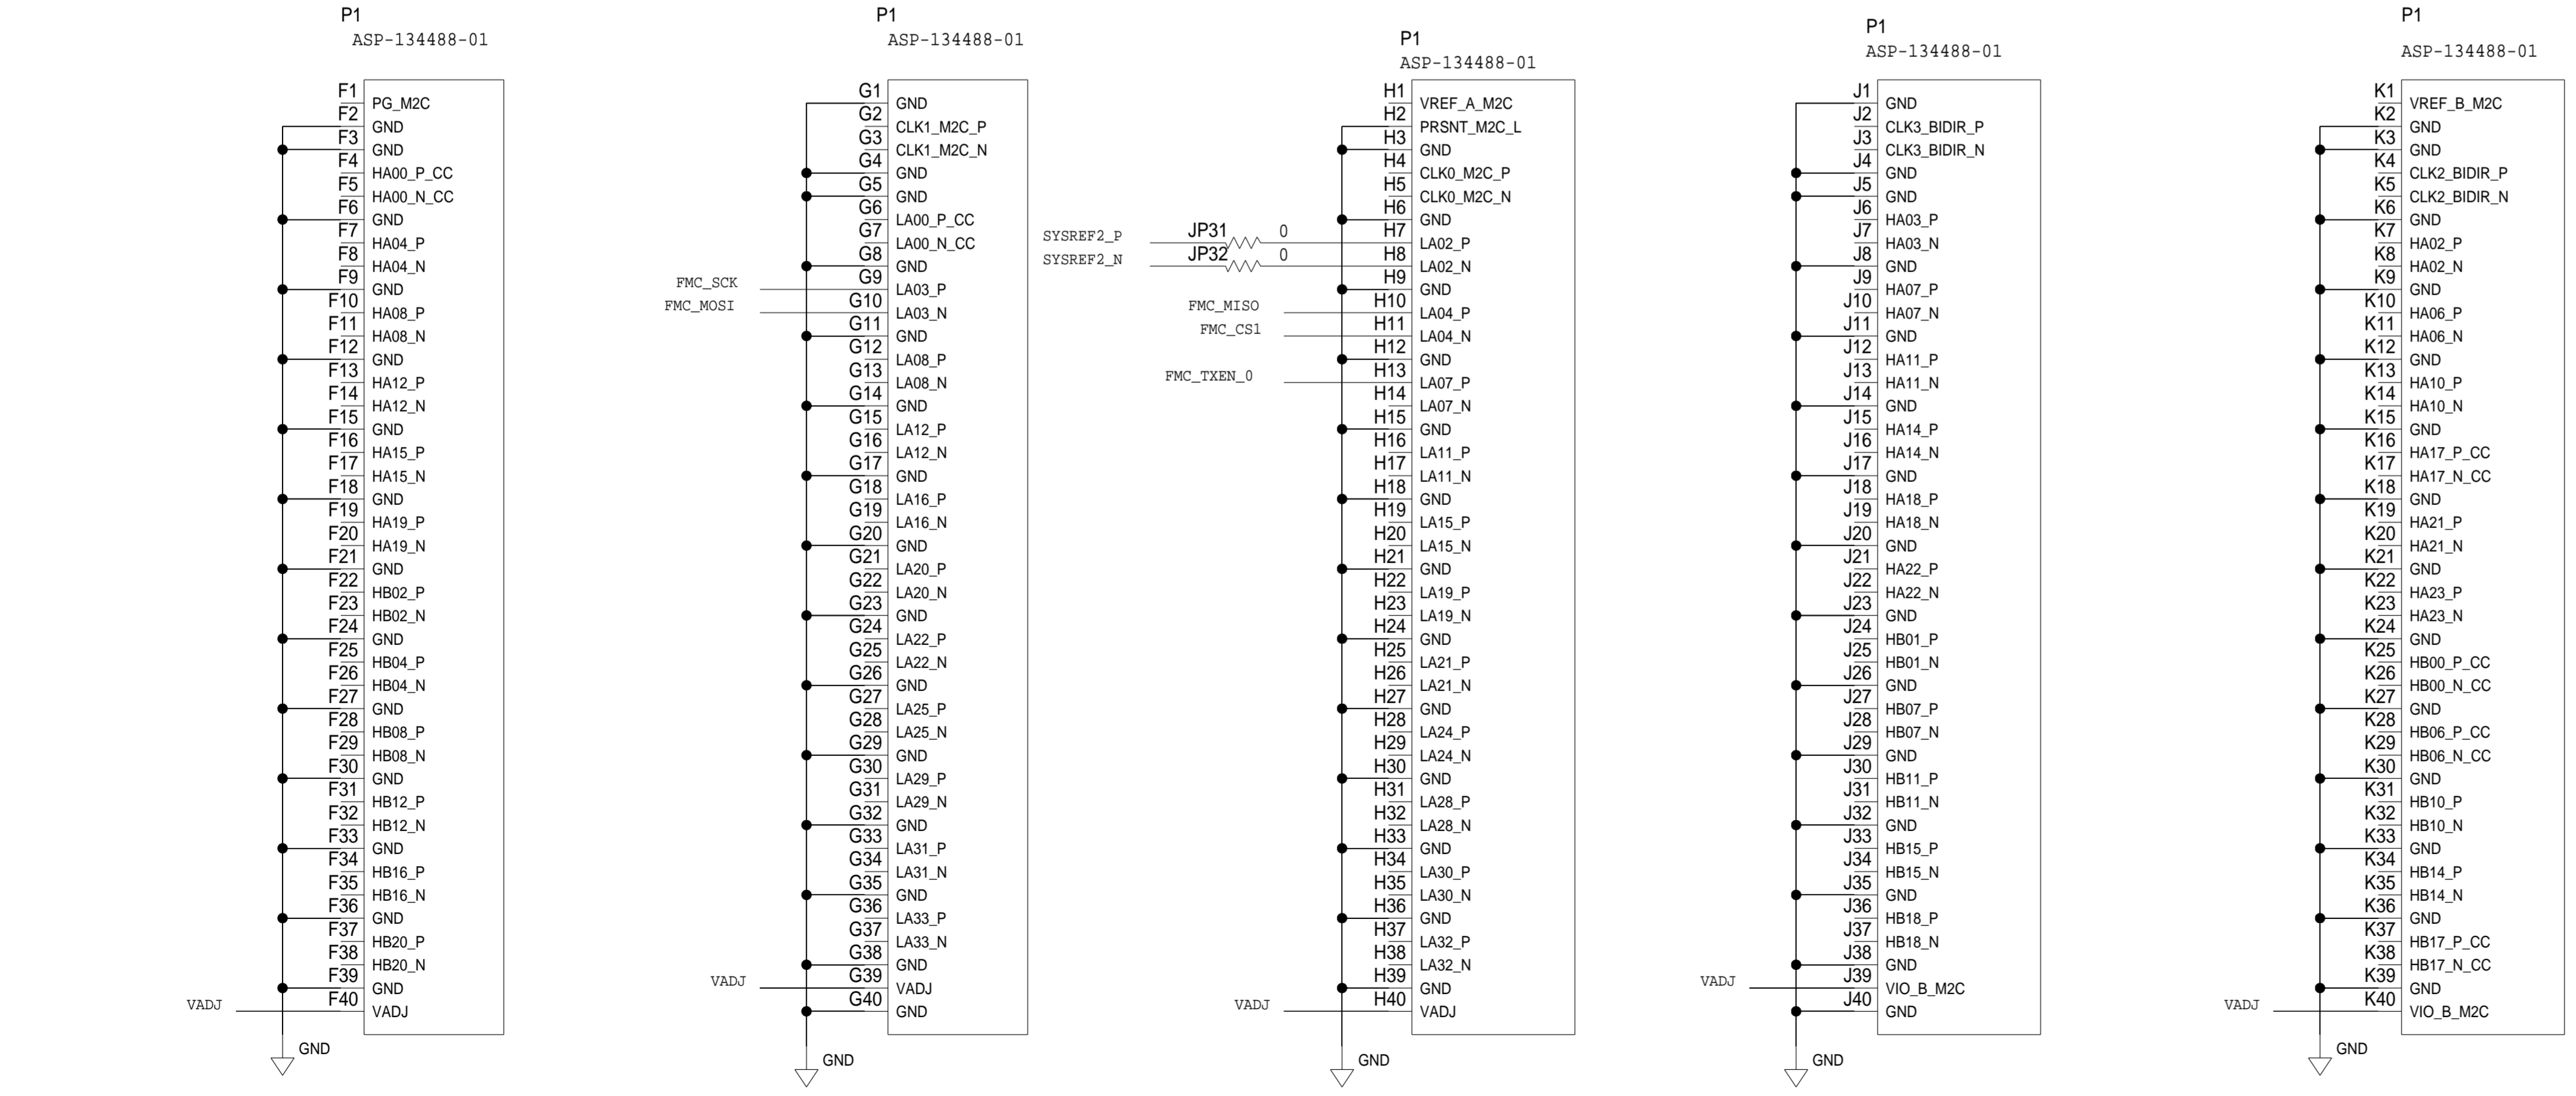 P1
ASP-134488-01
F1 PG_M2C
F2 GND
F3 GND
F4 HA00_P_CC
F5 HA00_N_CC
F6 GND
F7 HA04_P
F8 HA04_N
F9 GND
F10 HA08_P
F11 HA08_N
F12 GND
F13 HA12_P
F14 HA12_N
F15 GND
F16 HA15_P
F17 HA15_N
F18 GND
F19 HA19_P
F20 HA19_N
F21 GND
F22 HB02_P
F23 HB02_N
F24 GND
F25 HB04_P
F26 HB04_N
F27 GND
F28 HB08_P
F29 HB08_N
F30 GND
F31 HB12_P
F32 HB12_N
F33 GND
F34 HB16_P
F35 HB16_N
F36 GND
F37 HB20_P
F38 HB20_N
F39 GND
VADJ F40 VADJ
GND
P1
ASP-134488-01
G1 GND
G2 CLK1_M2C_P
G3 CLK1_M2C_N
G4 GND
G5 GND
G6 LA00_P_CC
G7 LA00_N_CC
G8 GND
FMC_SCK G9 LA03_P
FMC_MOSI G10 LA03_N
G11 GND
G12 LA08_P
G13 LA08_N
G14 GND
G15 LA12_P
G16 LA12_N
G17 GND
G18 LA16_P
G19 LA16_N
G20 GND
G21 LA20_P
G22 LA20_N
G23 GND
G24 LA22_P
G25 LA22_N
G26 GND
G27 LA25_P
G28 LA25_N
G29 GND
G30 LA29_P
G31 LA29_N
G32 GND
G33 LA31_P
G34 LA31_N
G35 GND
G36 LA33_P
G37 LA33_N
G38 GND
VADJ G39 VADJ
G40 GND
GND
P1
ASP-134488-01
H1 VREF_A_M2C
H2 PRSNT_M2C_L
H3 GND
H4 CLK0_M2C_P
H5 CLK0_M2C_N
H6 GND
SYSREF2_P JP31 0 H7 LA02_P
SYSREF2_N JP32 0 H8 LA02_N
H9 GND
FMC_MISO H10 LA04_P
FMC_CS1 H11 LA04_N
H12 GND
FMC_TXEN_0 H13 LA07_P
H14 LA07_N
H15 GND
H16 LA11_P
H17 LA11_N
H18 GND
H19 LA15_P
H20 LA15_N
H21 GND
H22 LA19_P
H23 LA19_N
H24 GND
H25 LA21_P
H26 LA21_N
H27 GND
H28 LA24_P
H29 LA24_N
H30 GND
H31 LA28_P
H32 LA28_N
H33 GND
H34 LA30_P
H35 LA30_N
H36 GND
H37 LA32_P
H38 LA32_N
H39 GND
VADJ H40 VADJ
GND
P1
ASP-134488-01
J1 GND
J2 CLK3_BIDIR_P
J3 CLK3_BIDIR_N
J4 GND
J5 GND
J6 HA03_P
J7 HA03_N
J8 GND
J9 HA07_P
J10 HA07_N
J11 GND
J12 HA11_P
J13 HA11_N
J14 GND
J15 HA14_P
J16 HA14_N
J17 GND
J18 HA18_P
J19 HA18_N
J20 GND
J21 HA22_P
J22 HA22_N
J23 GND
J24 HB01_P
J25 HB01_N
J26 GND
J27 HB07_P
J28 HB07_N
J29 GND
J30 HB11_P
J31 HB11_N
J32 GND
J33 HB15_P
J34 HB15_N
J35 GND
J36 HB18_P
J37 HB18_N
J38 GND
VADJ J39 VIO_B_M2C
J40 GND
GND
P1
ASP-134488-01
K1 VREF_B_M2C
K2 GND
K3 GND
K4 CLK2_BIDIR_P
K5 CLK2_BIDIR_N
K6 GND
K7 HA02_P
K8 HA02_N
K9 GND
K10 HA06_P
K11 HA06_N
K12 GND
K13 HA10_P
K14 HA10_N
K15 GND
K16 HA17_P_CC
K17 HA17_N_CC
K18 GND
K19 HA21_P
K20 HA21_N
K21 GND
K22 HA23_P
K23 HA23_N
K24 GND
K25 HB00_P_CC
K26 HB00_N_CC
K27 GND
K28 HB06_P_CC
K29 HB06_N_CC
K30 GND
K31 HB10_P
K32 HB10_N
K33 GND
K34 HB14_P
K35 HB14_N
K36 GND
K37 HB17_P_CC
K38 HB17_N_CC
K39 GND
VADJ K40 VIO_B_M2C
GND